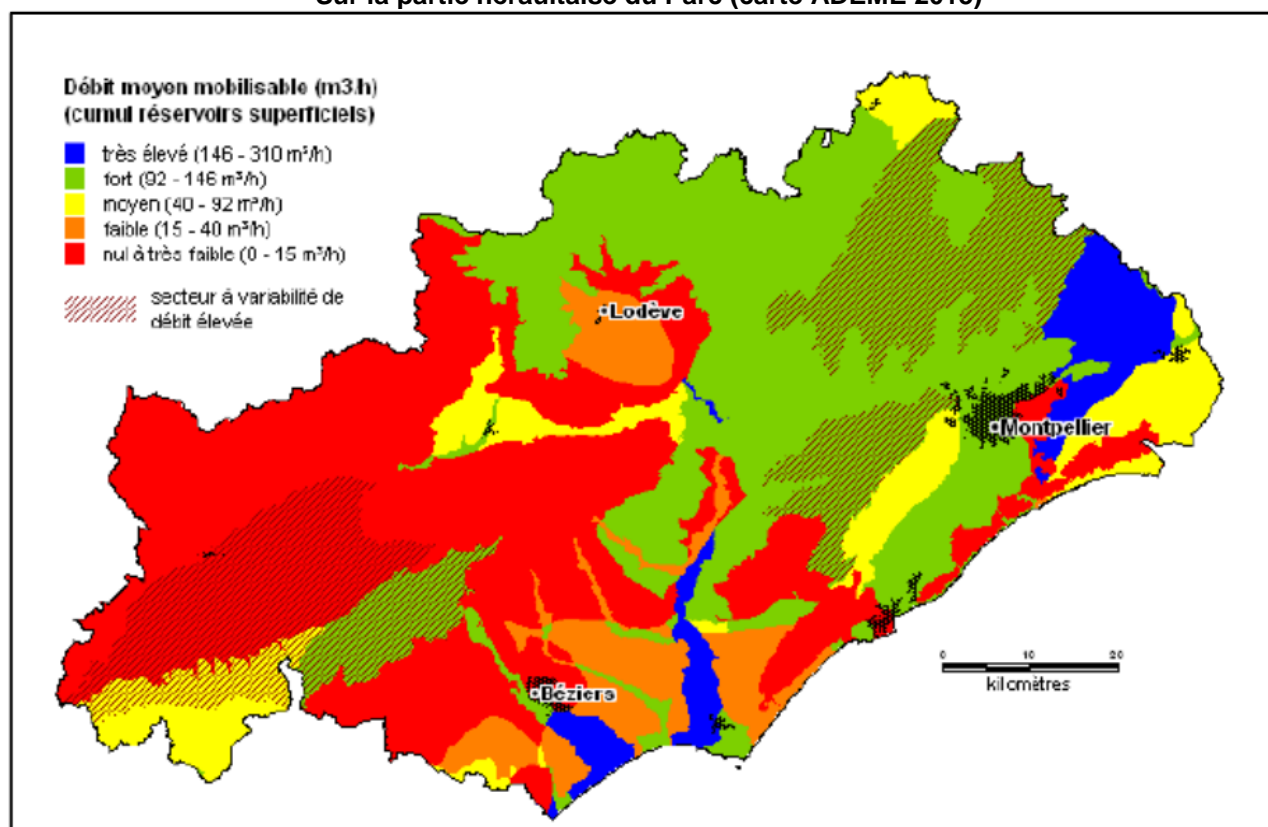 Débit moyen mobilisable (m3/h)
(cumul réservoirs superficiels)
très élevé (146 - 310 m³/h)
fort (92 - 146 m³/h)
moyen (40 - 92 m³/h)
faible (15 - 40 m³/h)
nul à très faible (0 - 15 m³/h)
secteur à variabilité de
débit élevée
Lodève
Montpellier
Béziers
0 10 20
kilomètres